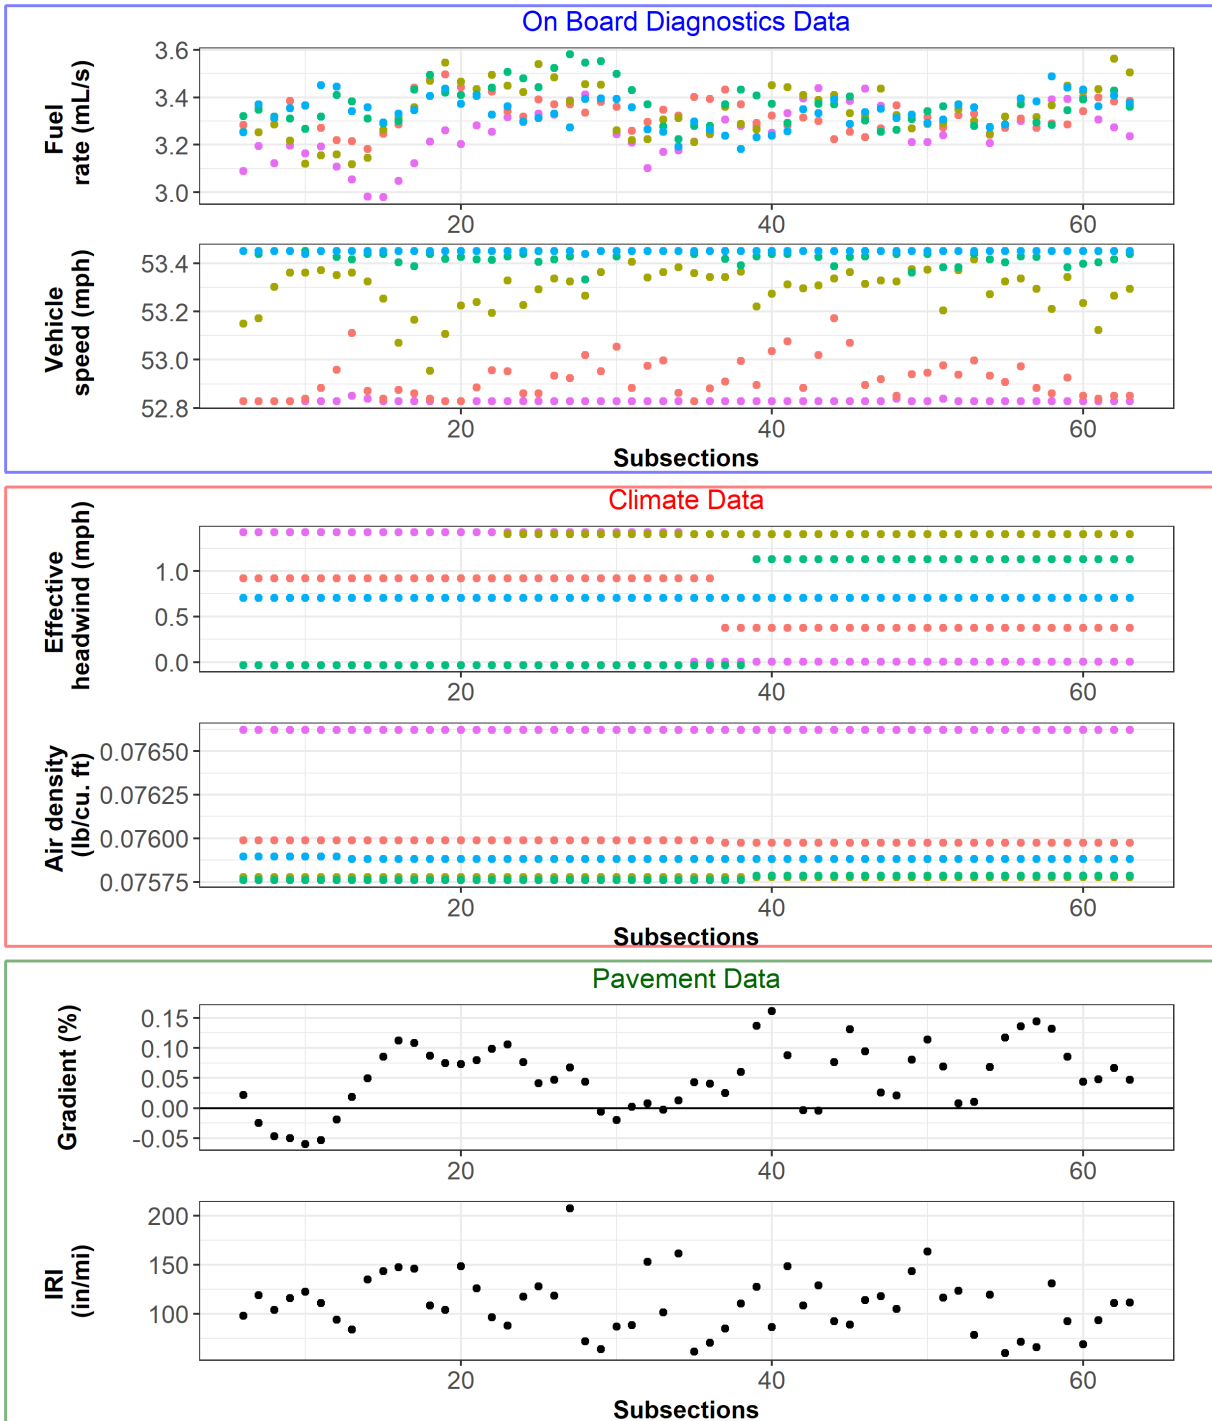 On Board Diagnostics Data
Fuel
rate (mL/s)
3.6
3.4
3.2
3.0
20
40
60
Vehicle
speed (mph)
53.4
53.2
53.0
52.8
20
40
60
Subsections
Climate Data
Effective
headwind (mph)
1.0
0.5
0.0
20
40
60
Air density
(lb/cu. ft)
0.07650
0.07625
0.07600
0.07575
20
40
60
Subsections
Pavement Data
Gradient (%)
0.15
0.10
0.05
0.00
-0.05
20
40
60
IRI
(in/mi)
200
150
100
20
40
60
Subsections